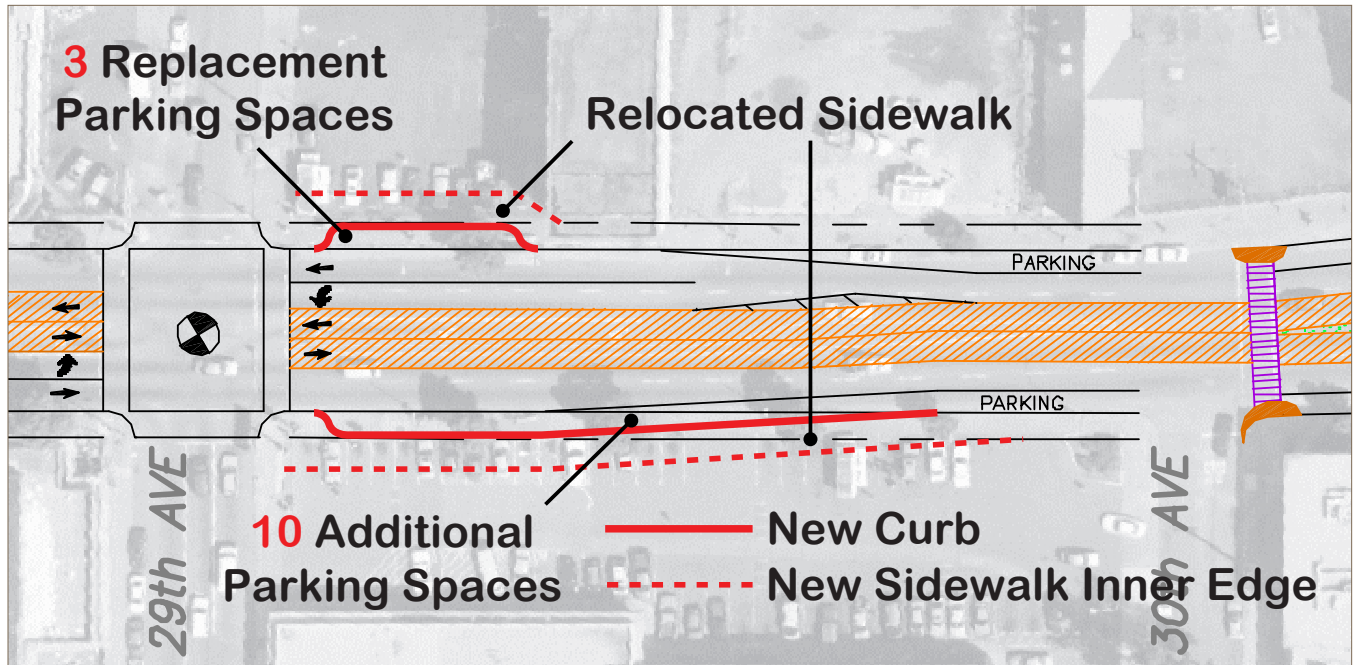 3 Replacement
Parking Spaces
Relocated Sidewalk
PARKING
PARKING
29th AVE
30th AVE
10 Additional
Parking Spaces
New Curb
New Sidewalk Inner Edge